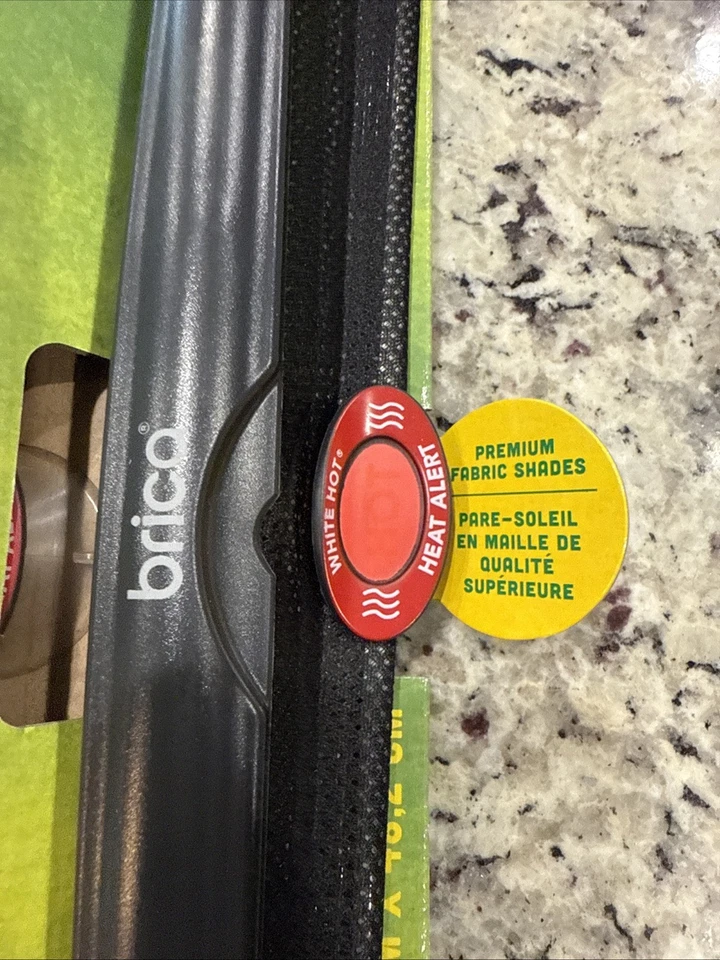 brica®
WHITE HOT®
HEAT ALERT
PREMIUM
FABRIC SHADES
PARE-SOLEIL
EN MAILLE DE
QUALITÉ
SUPÉRIEURE